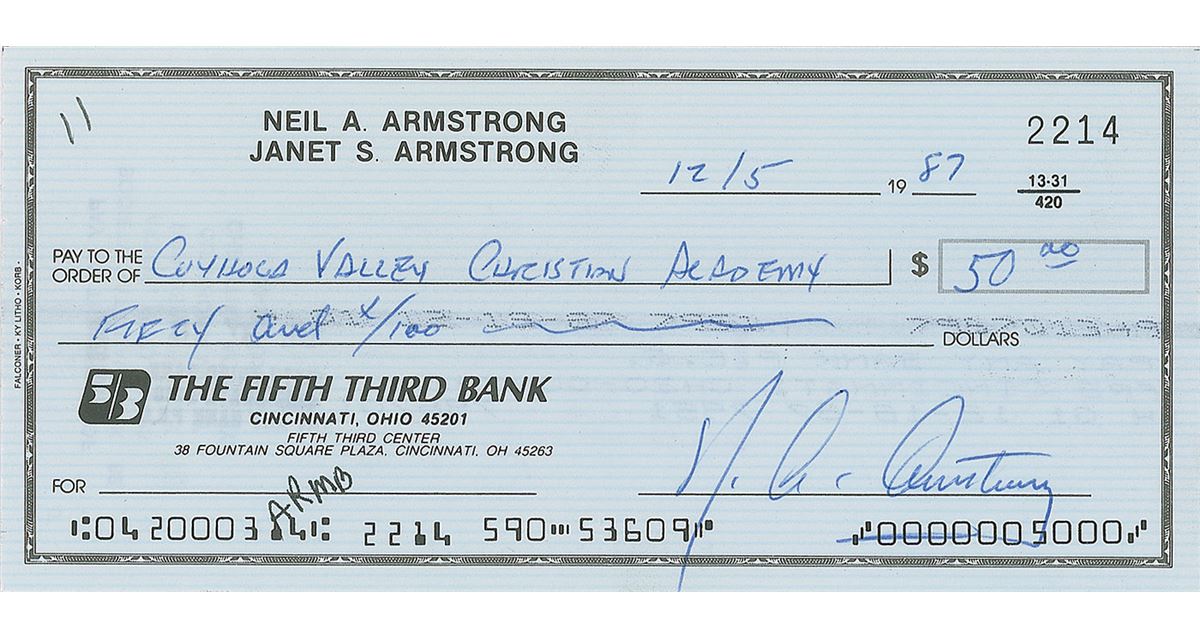 11
NEIL A. ARMSTRONG
JANET S. ARMSTRONG
2214
12/5 19 87
13-31
420
PAY TO THE
ORDER OF Cuyhoga Valley Christian Academy $ 50 00
Fifty and x/100 DOLLARS
53 THE FIFTH THIRD BANK
CINCINNATI, OHIO 45201
FIFTH THIRD CENTER
38 FOUNTAIN SQUARE PLAZA, CINCINNATI, OH 45263
FOR
ARMB
⑆042000314⑆ 2214 590⑉53609⑈ ⑈0000005000⑈
N. A. Armstrong
FALCONER - KY LITHO - KORB -